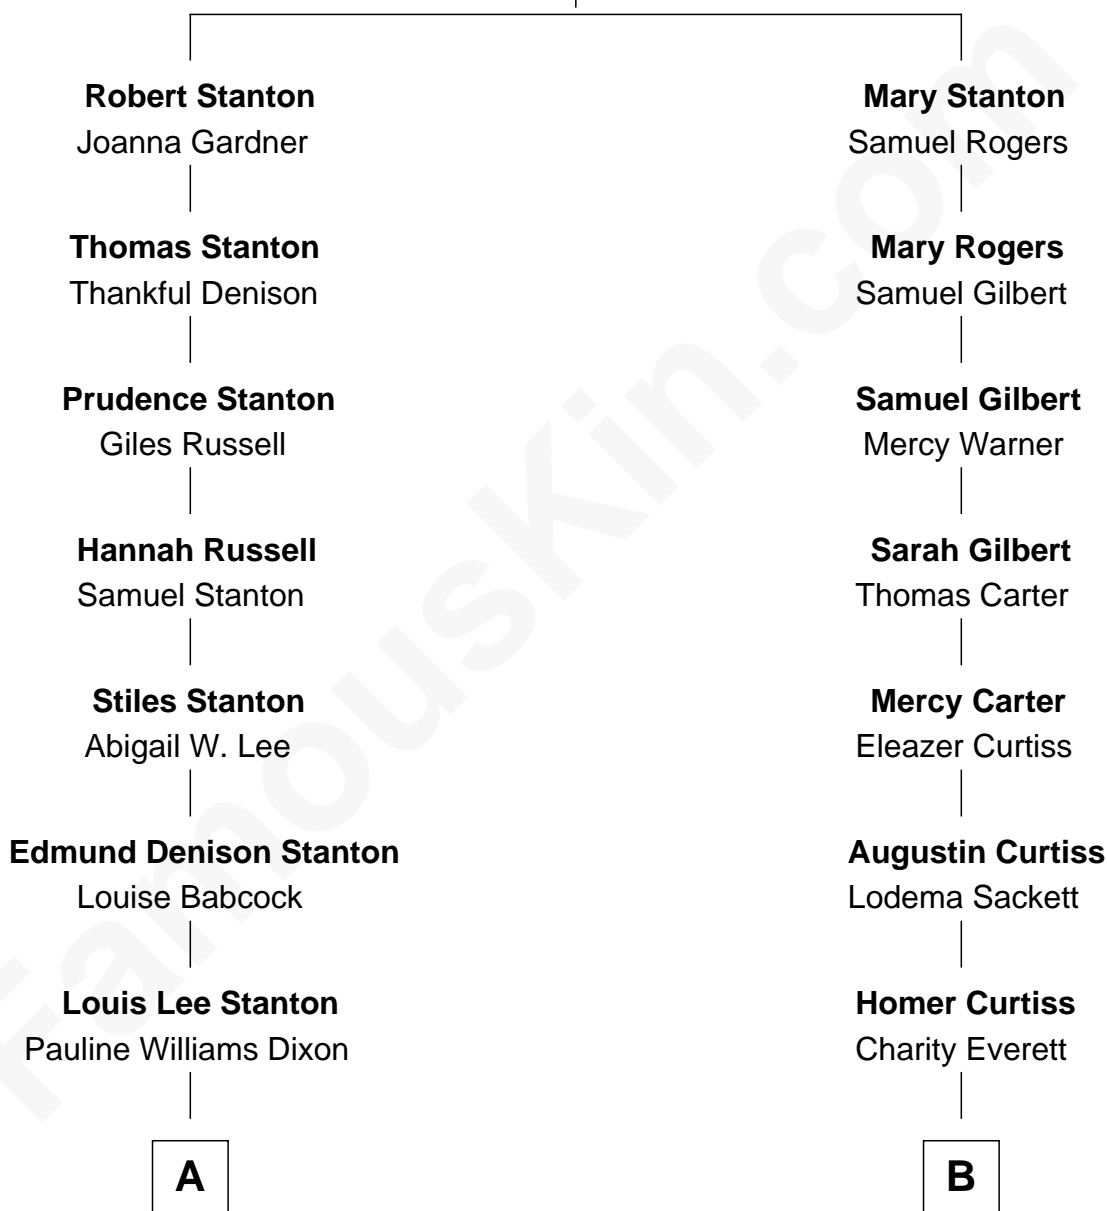 Robert Stanton
Joanna Gardner
Mary Stanton
Samuel Rogers
Thomas Stanton
Thankful Denison
Mary Rogers
Samuel Gilbert
Prudence Stanton
Giles Russell
Samuel Gilbert
Mercy Warner
Hannah Russell
Samuel Stanton
Sarah Gilbert
Thomas Carter
Stiles Stanton
Abigail W. Lee
Mercy Carter
Eleazer Curtiss
Edmund Denison Stanton
Louise Babcock
Augustin Curtiss
Lodema Sackett
Louis Lee Stanton
Pauline Williams Dixon
Homer Curtiss
Charity Everett
A
B
FamousKin.com